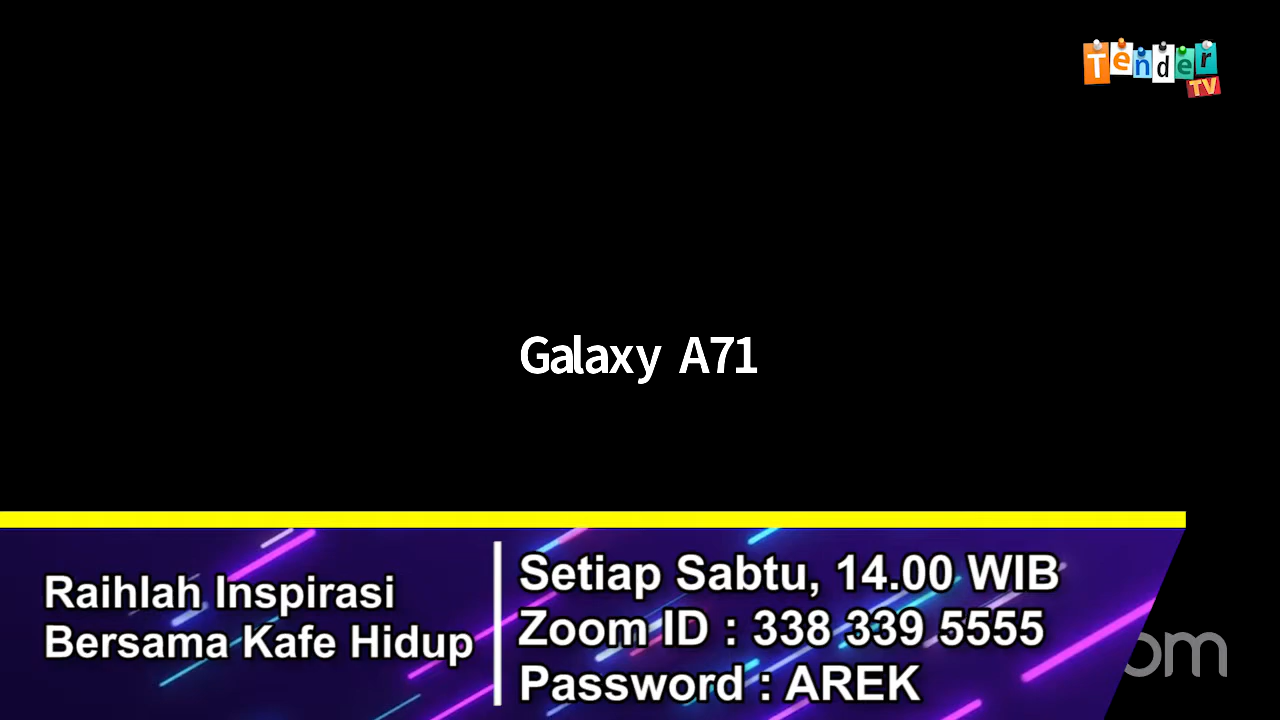 Tender
TV
Galaxy A71
Raihlah Inspirasi
Bersama Kafe Hidup
Setiap Sabtu, 14.00 WIB
Zoom ID : 338 339 5555
Password : AREK
om